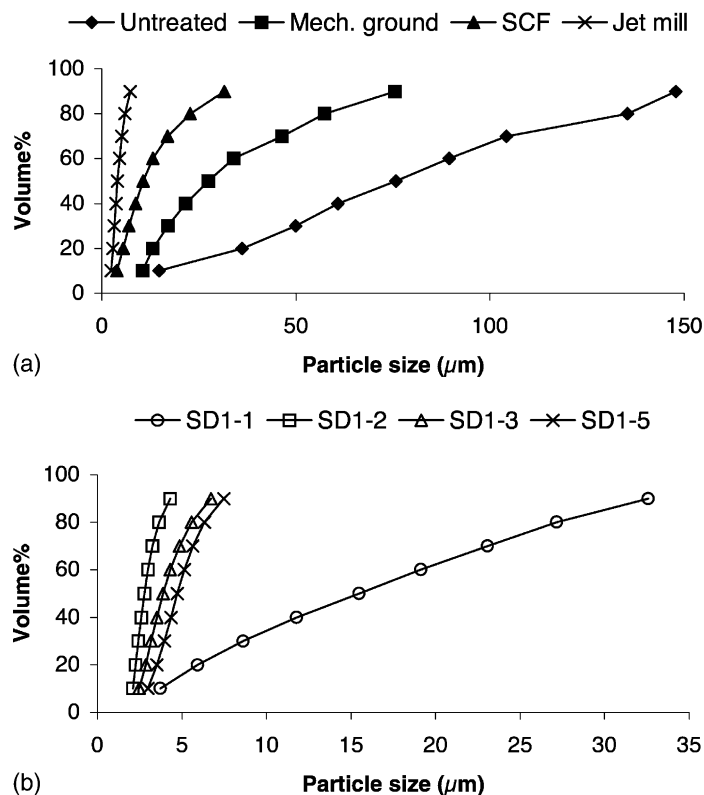 Untreated Mech. ground SCF Jet mill
100
80
60
40
20
0
Volume%
0 50 100 150
Particle size (μm)
(a)
SD1-1 SD1-2 SD1-3 SD1-5
100
80
60
40
20
0
Volume%
0 5 10 15 20 25 30 35
Particle size (μm)
(b)